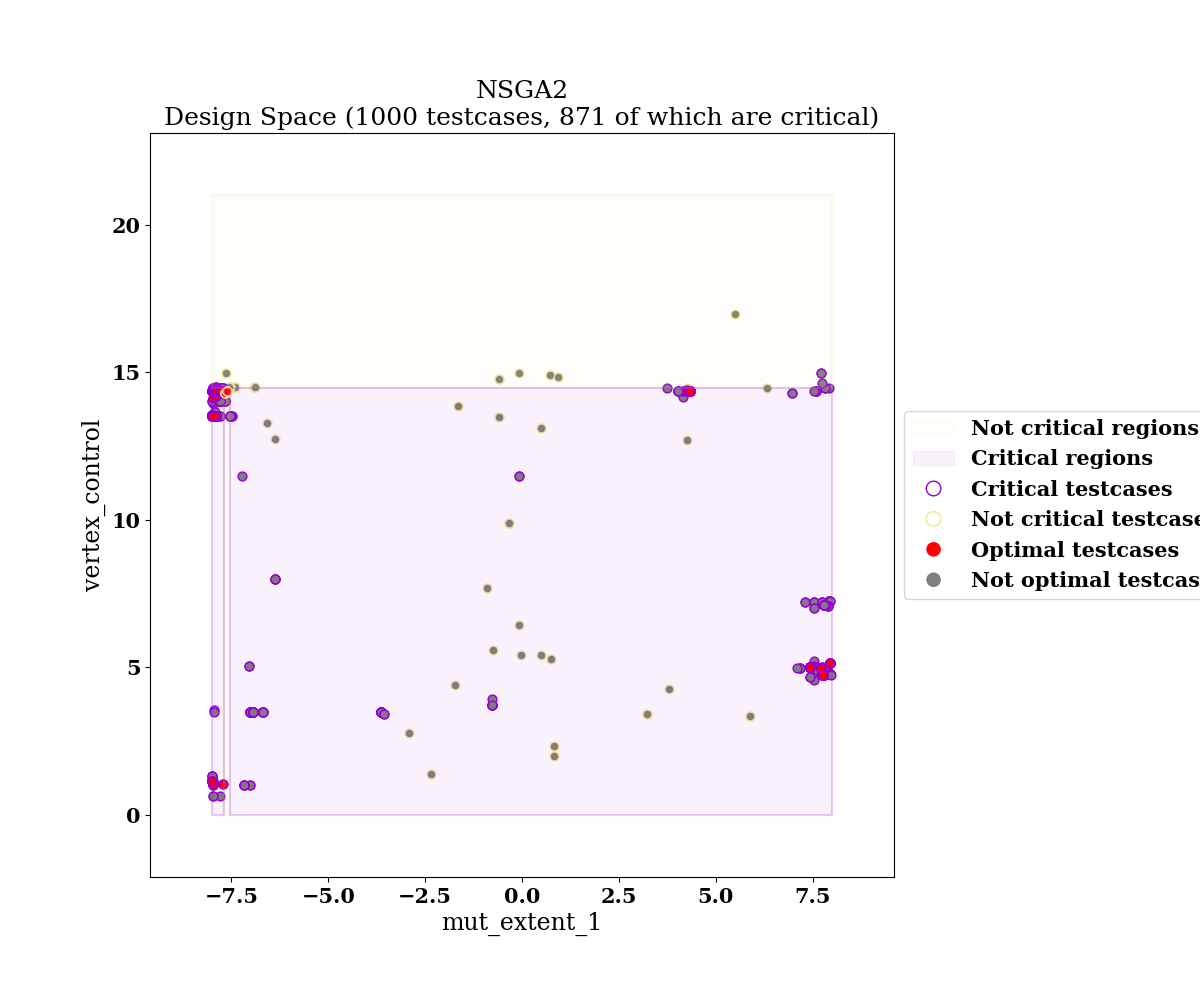 NSGA2
Design Space (1000 testcases, 871 of which are critical)
vertex_control
20
15
10
5
0
−7.5 −5.0 −2.5 0.0 2.5 5.0 7.5
mut_extent_1
Not critical regions
Critical regions
Critical testcases
Not critical testcase
Optimal testcases
Not optimal testcas